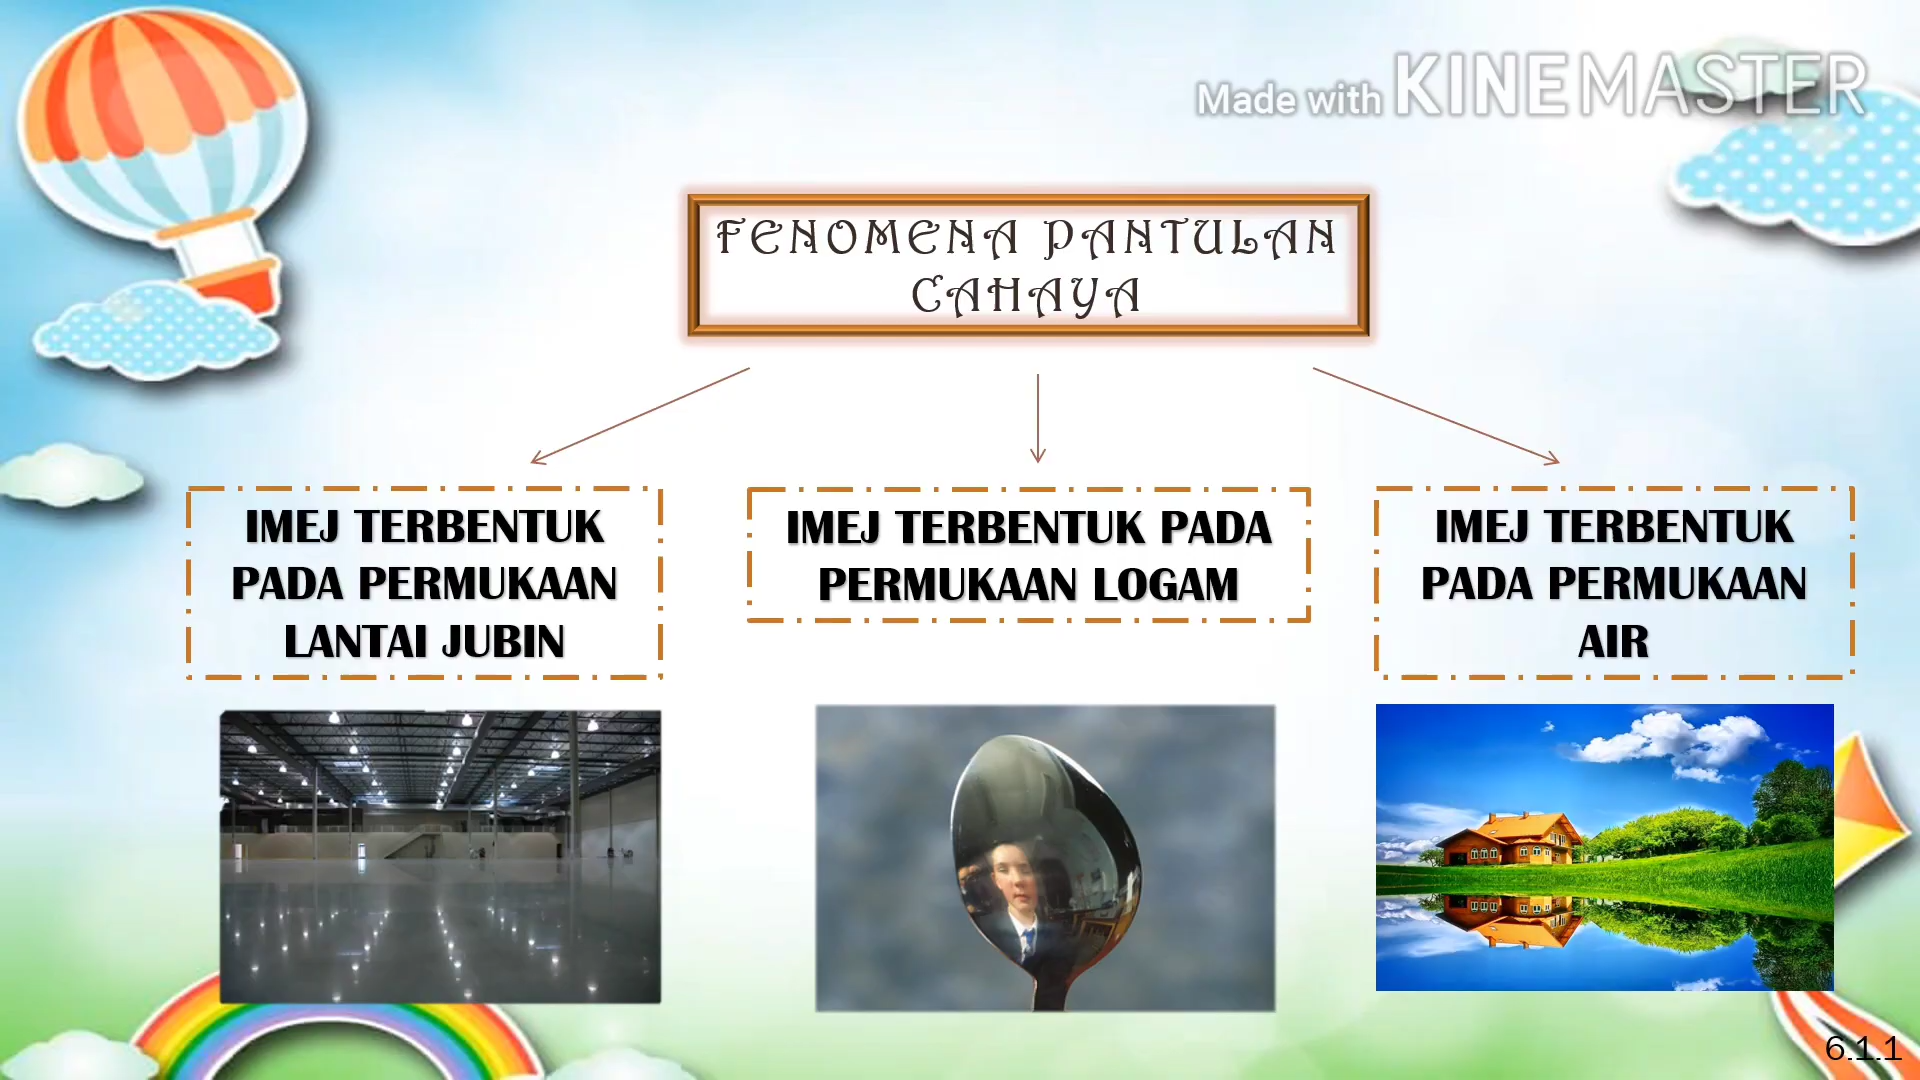 Made with KINEMASTER
FENOMENA PANTULAN
CAHAYA
IMEJ TERBENTUK
PADA PERMUKAAN
LANTAI JUBIN
IMEJ TERBENTUK PADA
PERMUKAAN LOGAM
IMEJ TERBENTUK
PADA PERMUKAAN
AIR
6.1.1